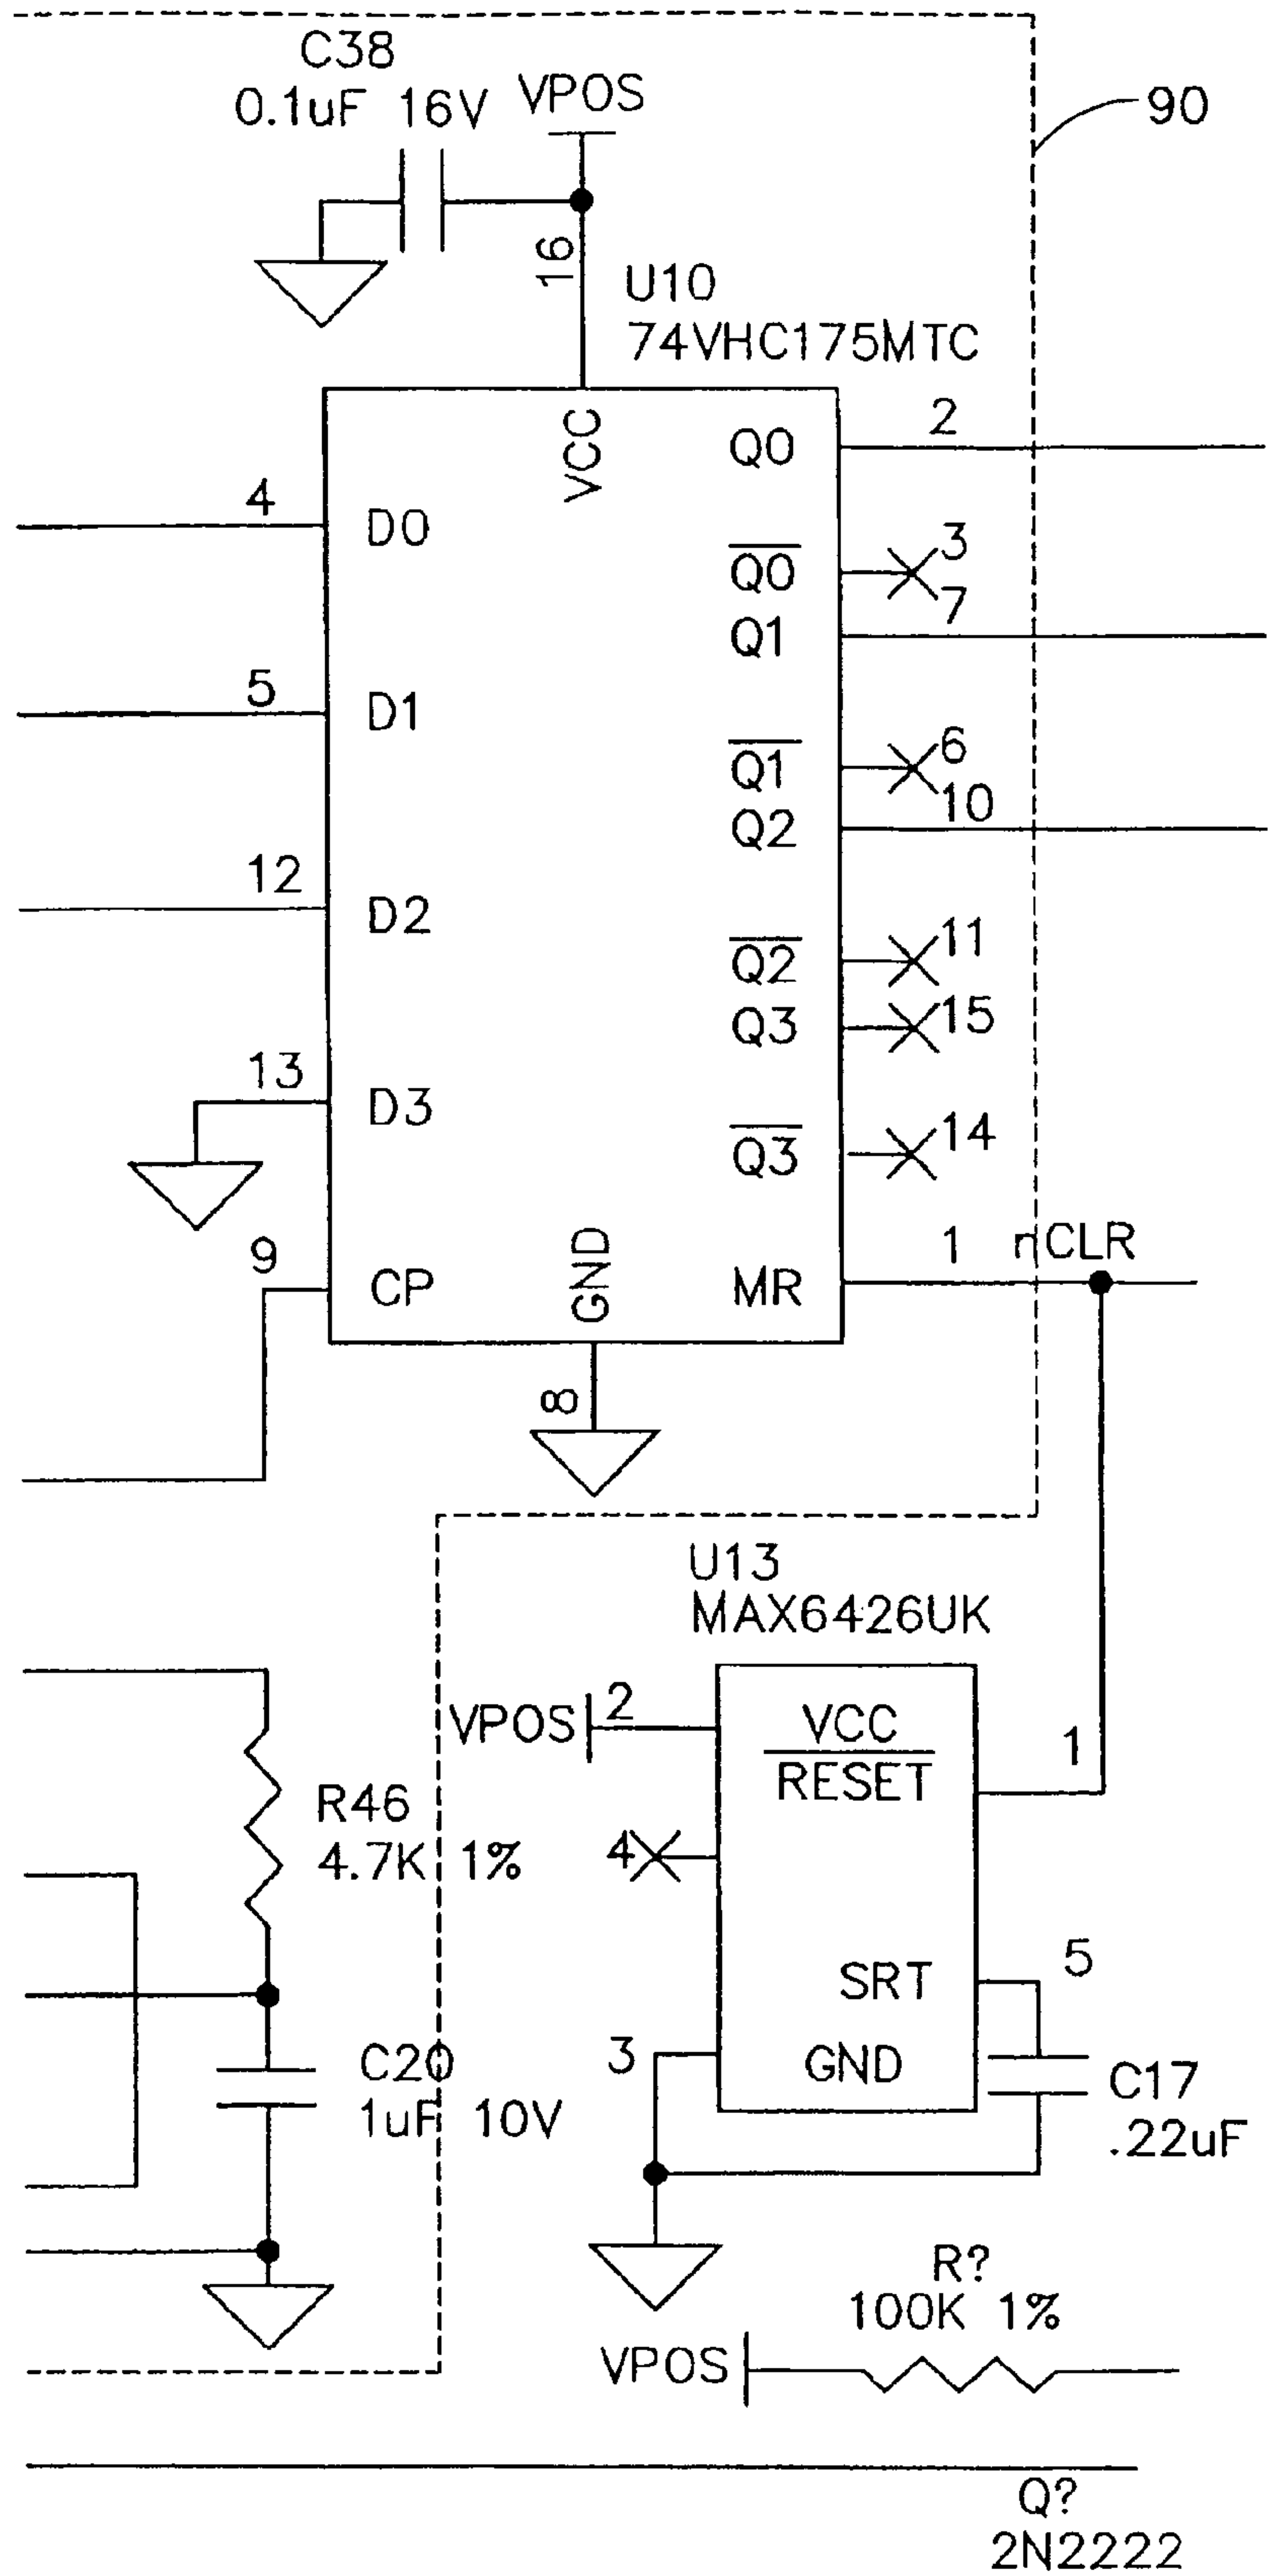 C38
0.1uF 16V
VPOS
90
16
U10
74VHC175MTC
VCC
Q0
2
4
D0
Q0
3
Q1
7
5
D1
Q1
6
Q2
10
12
D2
Q2
11
Q3
15
13
D3
Q3
14
9
CP
GND
MR
1
nCLR
8
U13
MAX6426UK
VPOS
2
VCC
RESET
1
R46
4.7K 1%
4
SRT
5
3
GND
C20
1uF 10V
C17
.22uF
R?
100K 1%
VPOS
Q?
2N2222